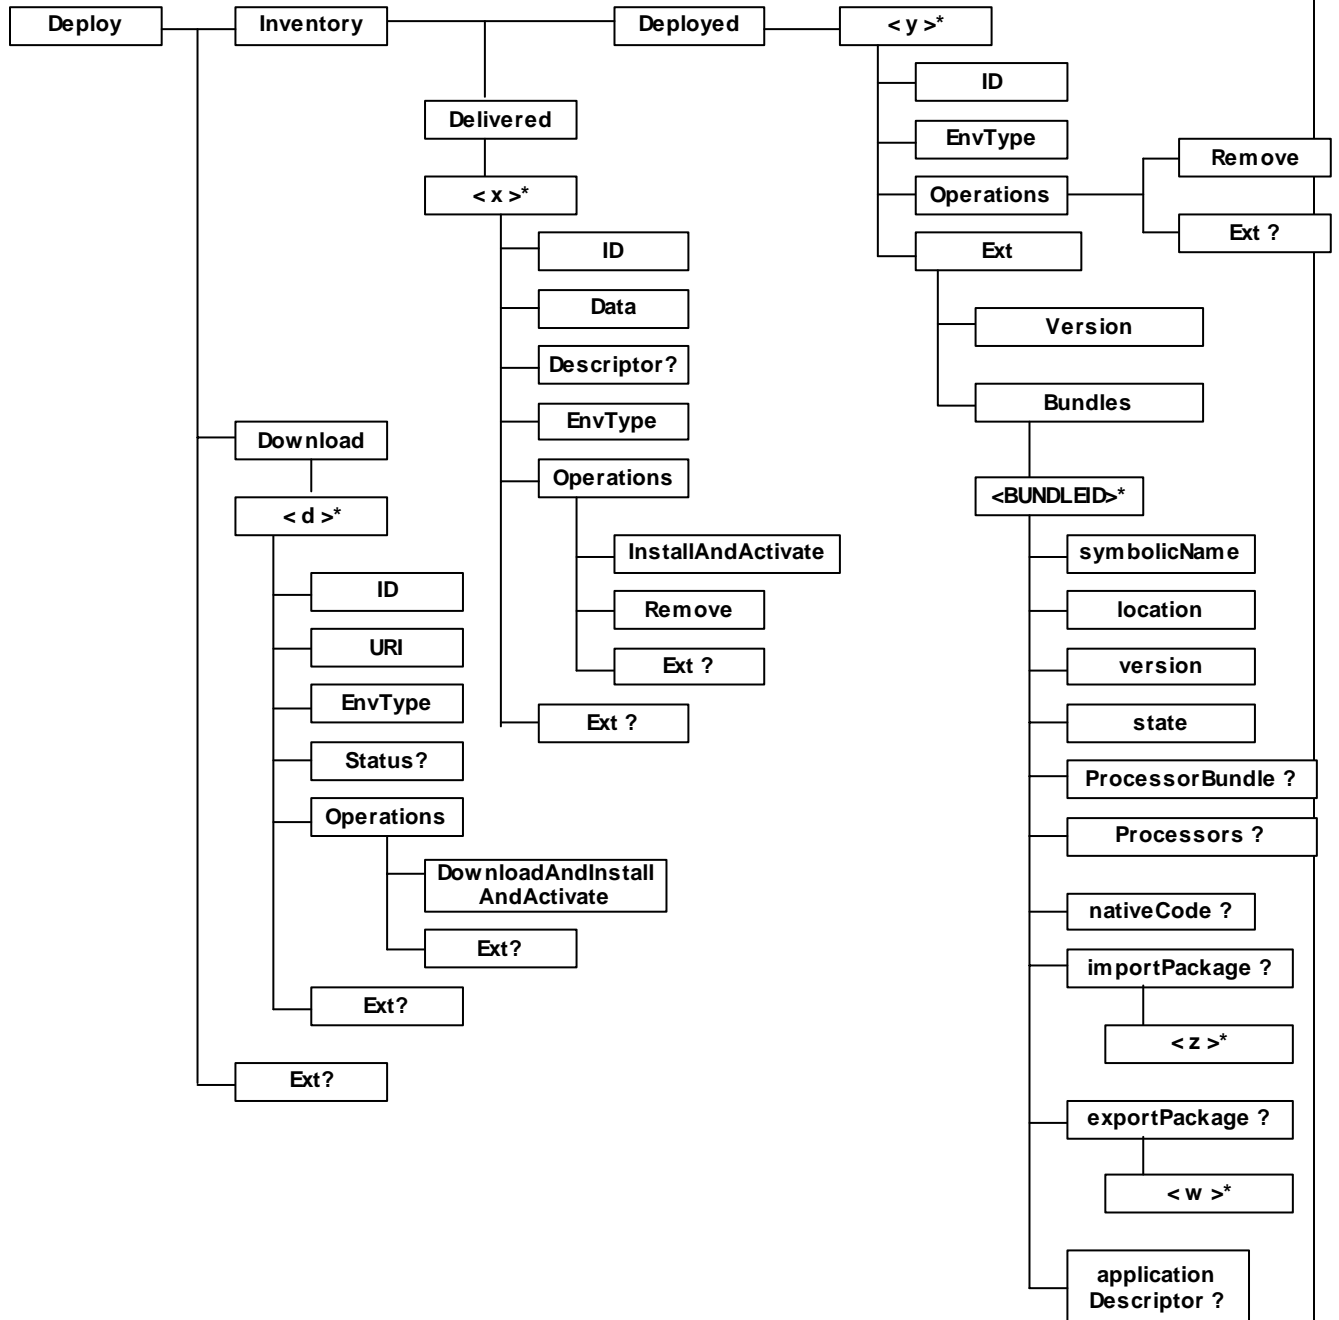 Deploy
Inventory
Deployed
< y >*
ID
EnvType
Operations
Remove
Ext ?
Ext
Version
Bundles
<BUNDLEID>*
symbolicName
location
version
state
ProcessorBundle ?
Processors ?
nativeCode ?
importPackage ?
< z >*
exportPackage ?
< w >*
application
Descriptor ?
Delivered
< x >*
ID
Data
Descriptor?
EnvType
Operations
InstallAndActivate
Remove
Ext ?
Ext ?
Download
< d >*
ID
URI
EnvType
Status?
Operations
DownloadAndInstall
AndActivate
Ext?
Ext?
Ext?